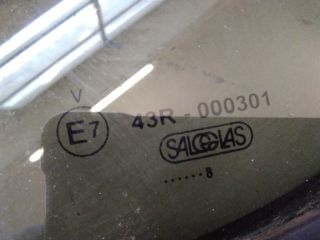 V
E7 43R - 000301
SALGGLAS
......8